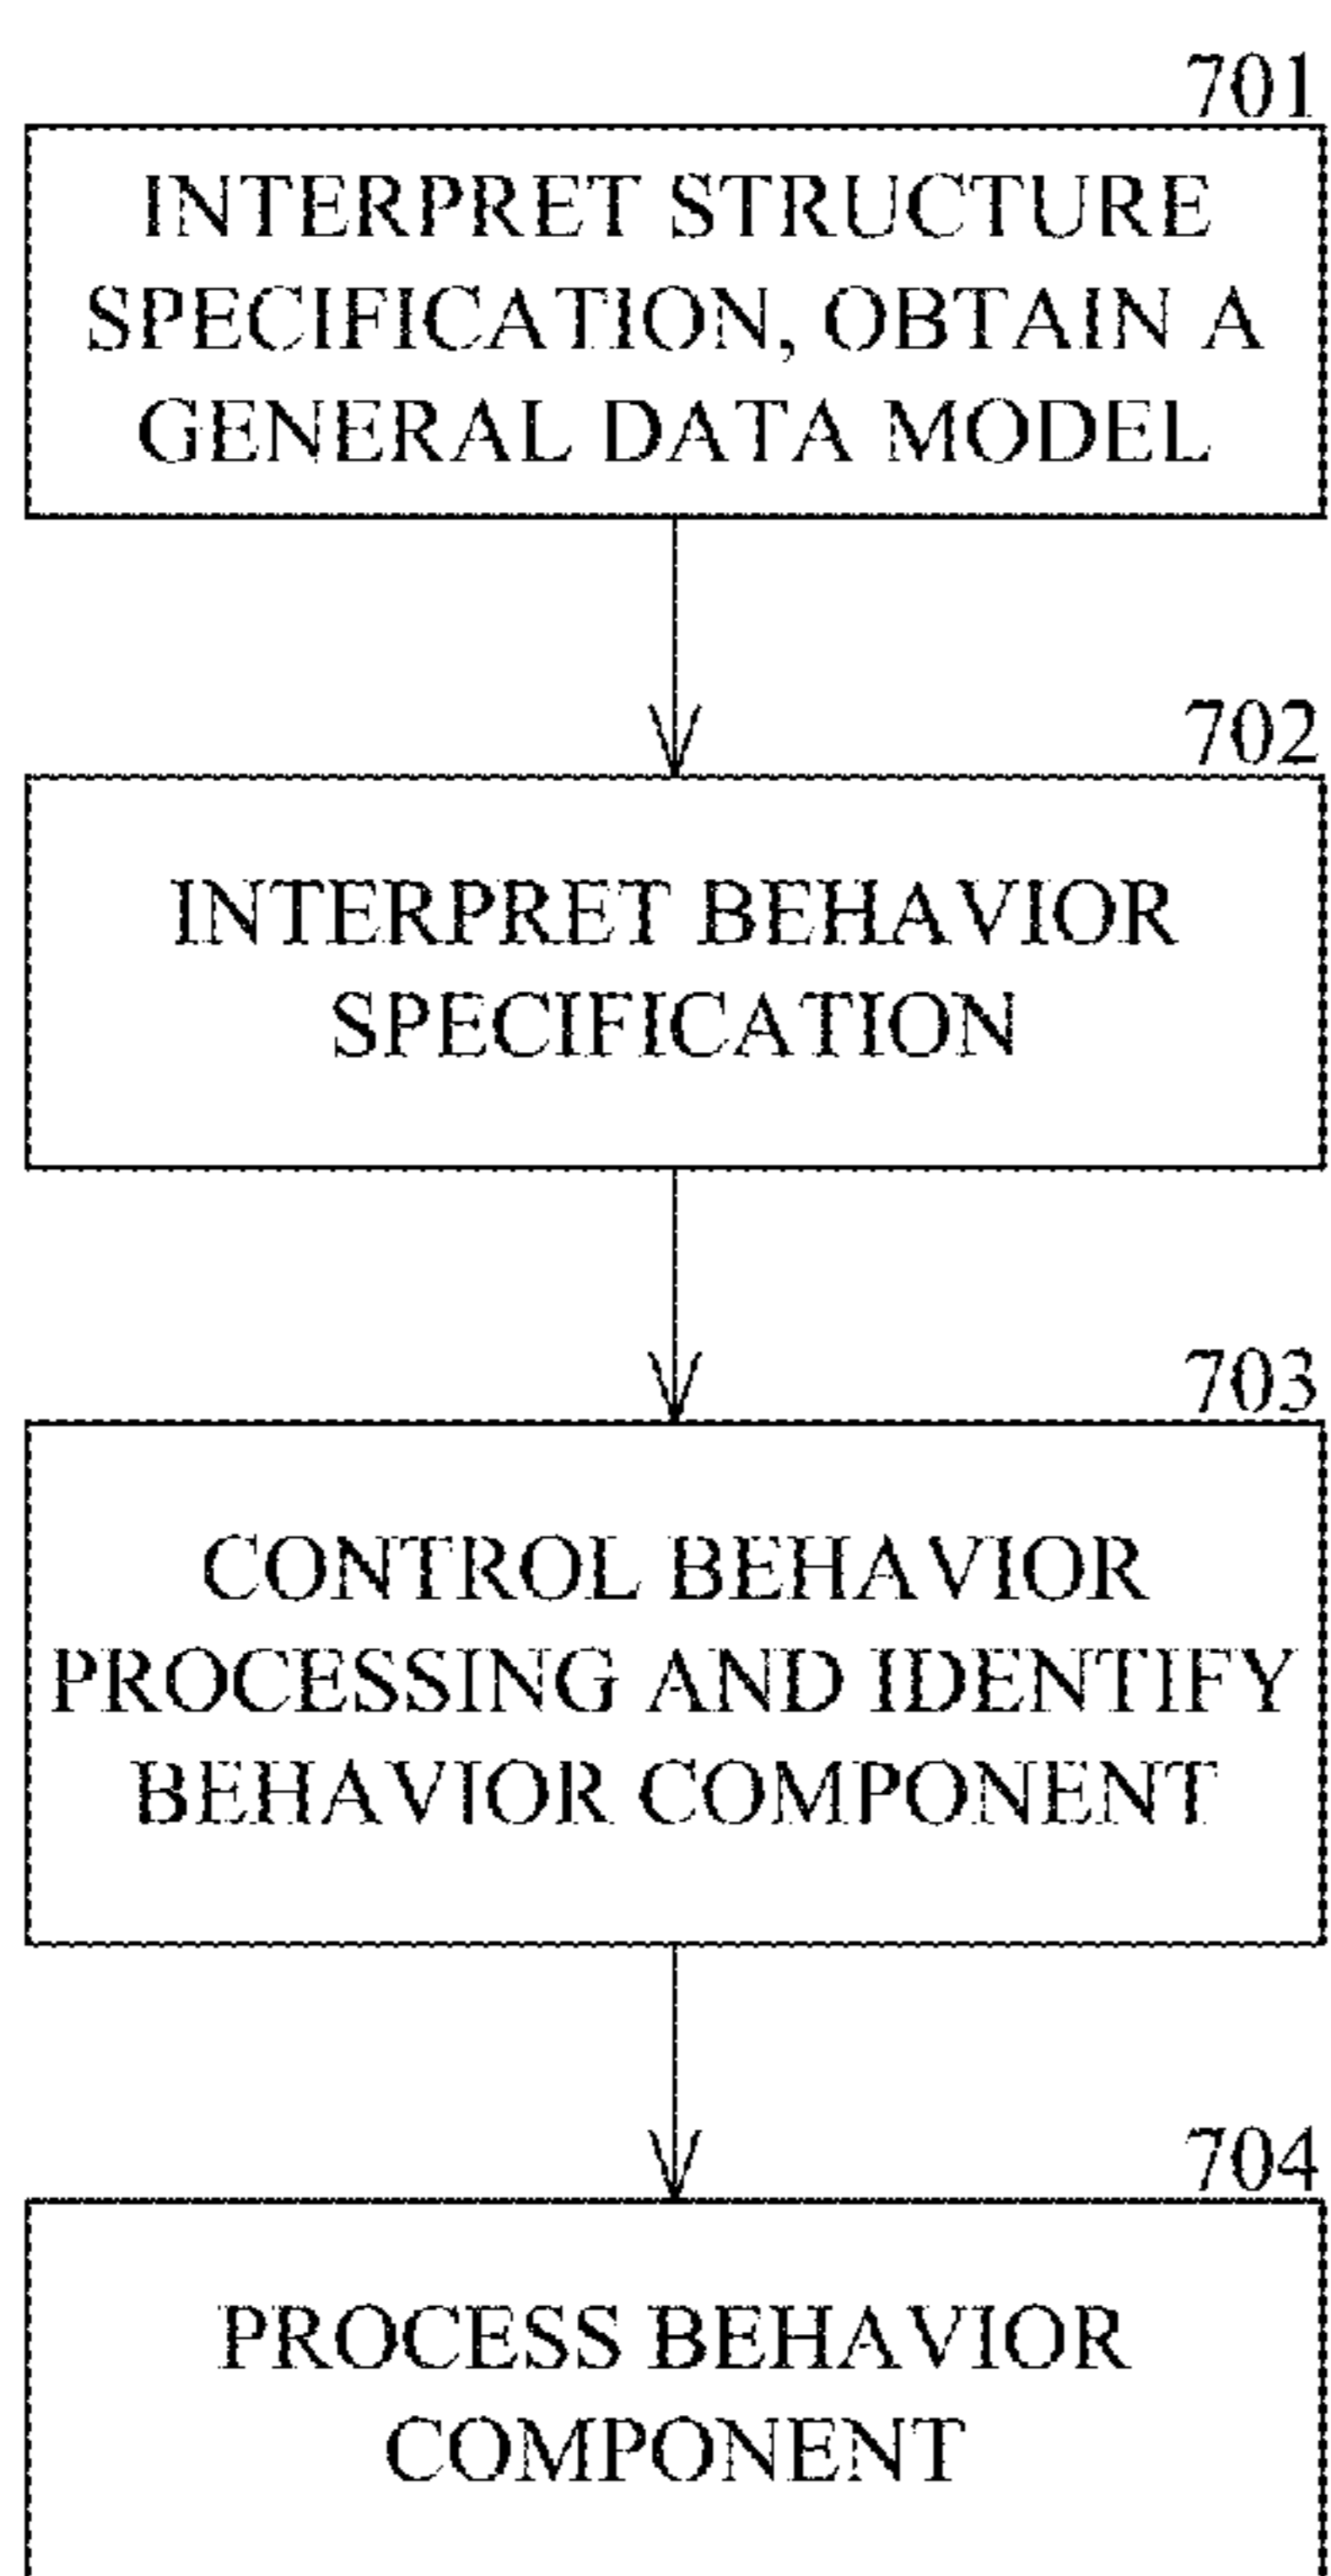 701
INTERPRET STRUCTURE
SPECIFICATION, OBTAIN A
GENERAL DATA MODEL
702
INTERPRET BEHAVIOR
SPECIFICATION
703
CONTROL BEHAVIOR
PROCESSING AND IDENTIFY
BEHAVIOR COMPONENT
704
PROCESS BEHAVIOR
COMPONENT